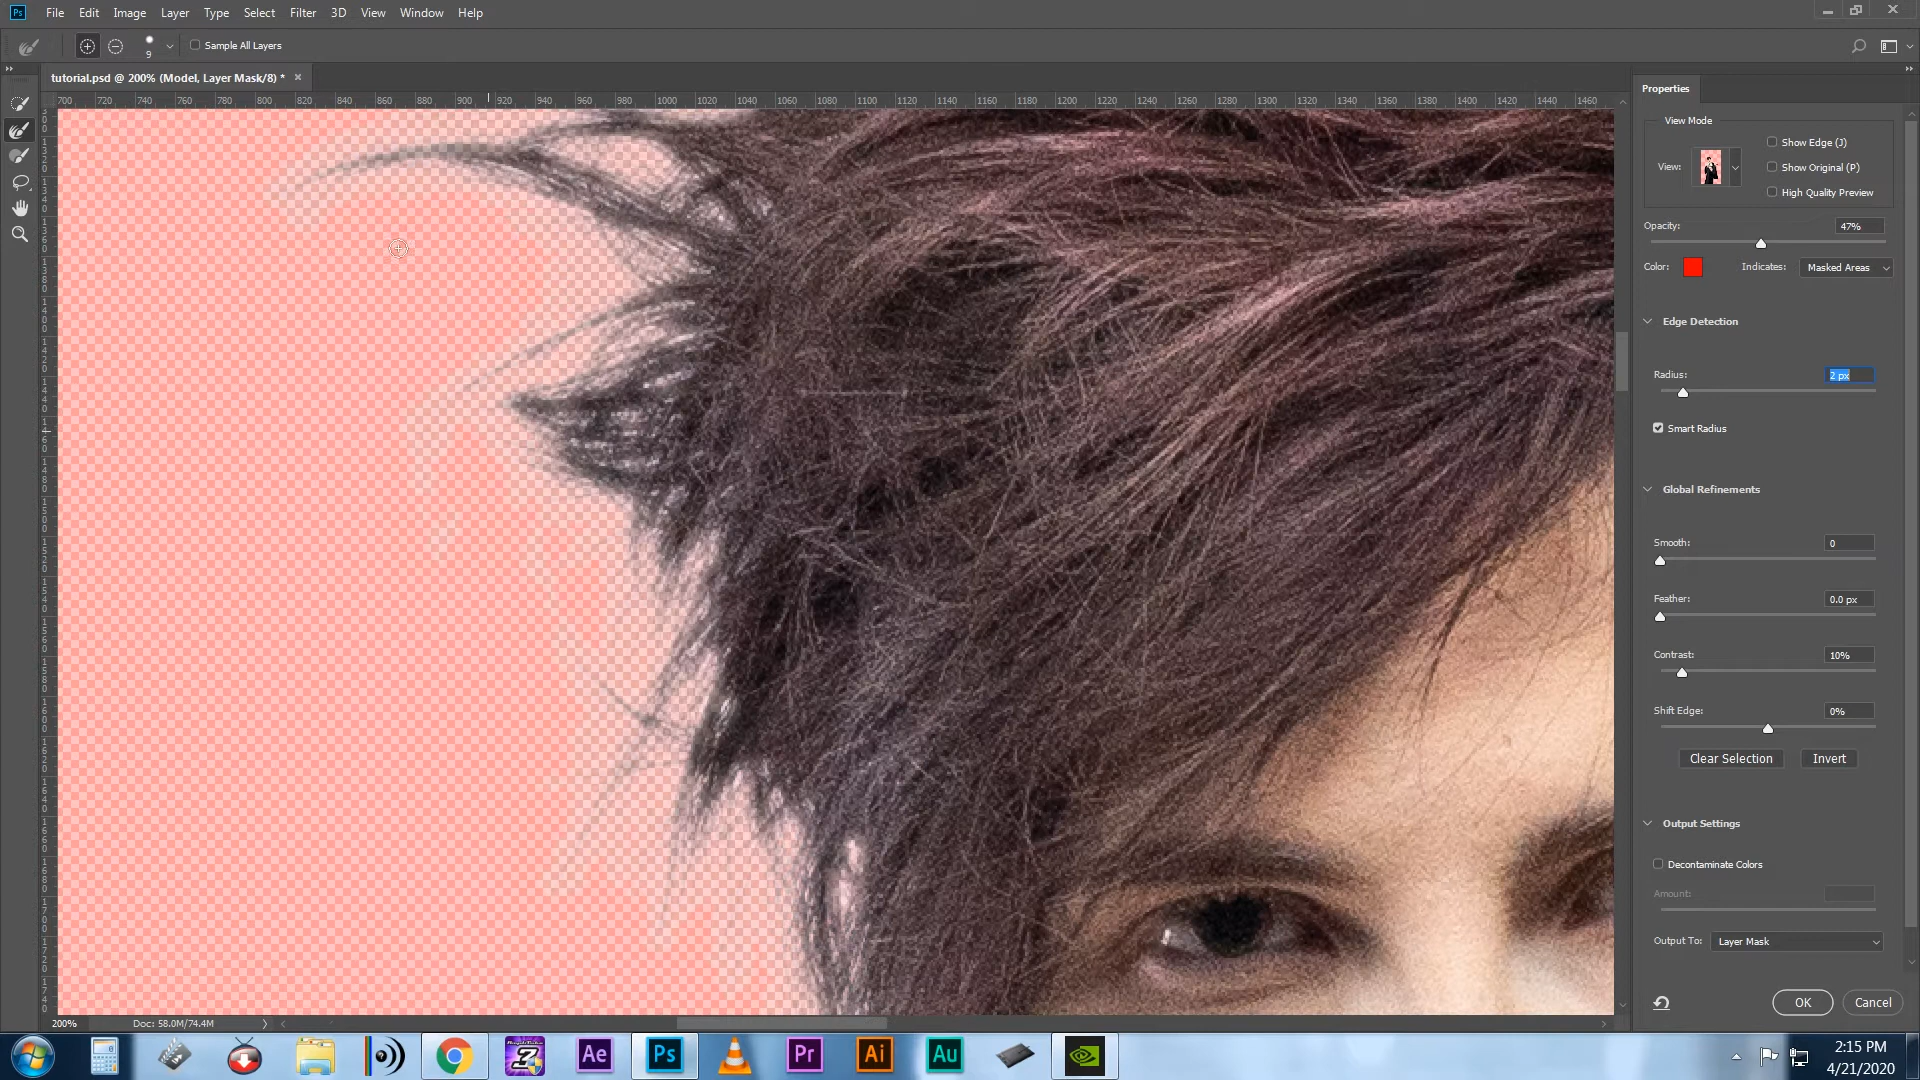 Ps File Edit Image Layer Type Select Filter 3D View Window Help
9 Sample All Layers
tutorial.psd @ 200% (Model, Layer Mask/8) *
700 720 740 760 780 800 820 840 860 880 900 920 940 960 980 1000 1020 1040 1060 1080 1100 1120 1140 1160 1180 1200 1220 1240 1260 1280 1300 1320 1340 1360 1380 1400 1420 1440 1460
Properties
View Mode
View:
Show Edge (J)
Show Original (P)
High Quality Preview
Opacity: 47%
Color: Indicates: Masked Areas
Edge Detection
Radius: 2 px
Smart Radius
Global Refinements
Smooth: 0
Feather: 0.0 px
Contrast: 10%
Shift Edge: 0%
Clear Selection Invert
Output Settings
Decontaminate Colors
Amount:
Output To: Layer Mask
OK Cancel
200% Doc: 58.0M/74.4M
2 Ae Ps Pr Ai Au
2:15 PM
4/21/2020